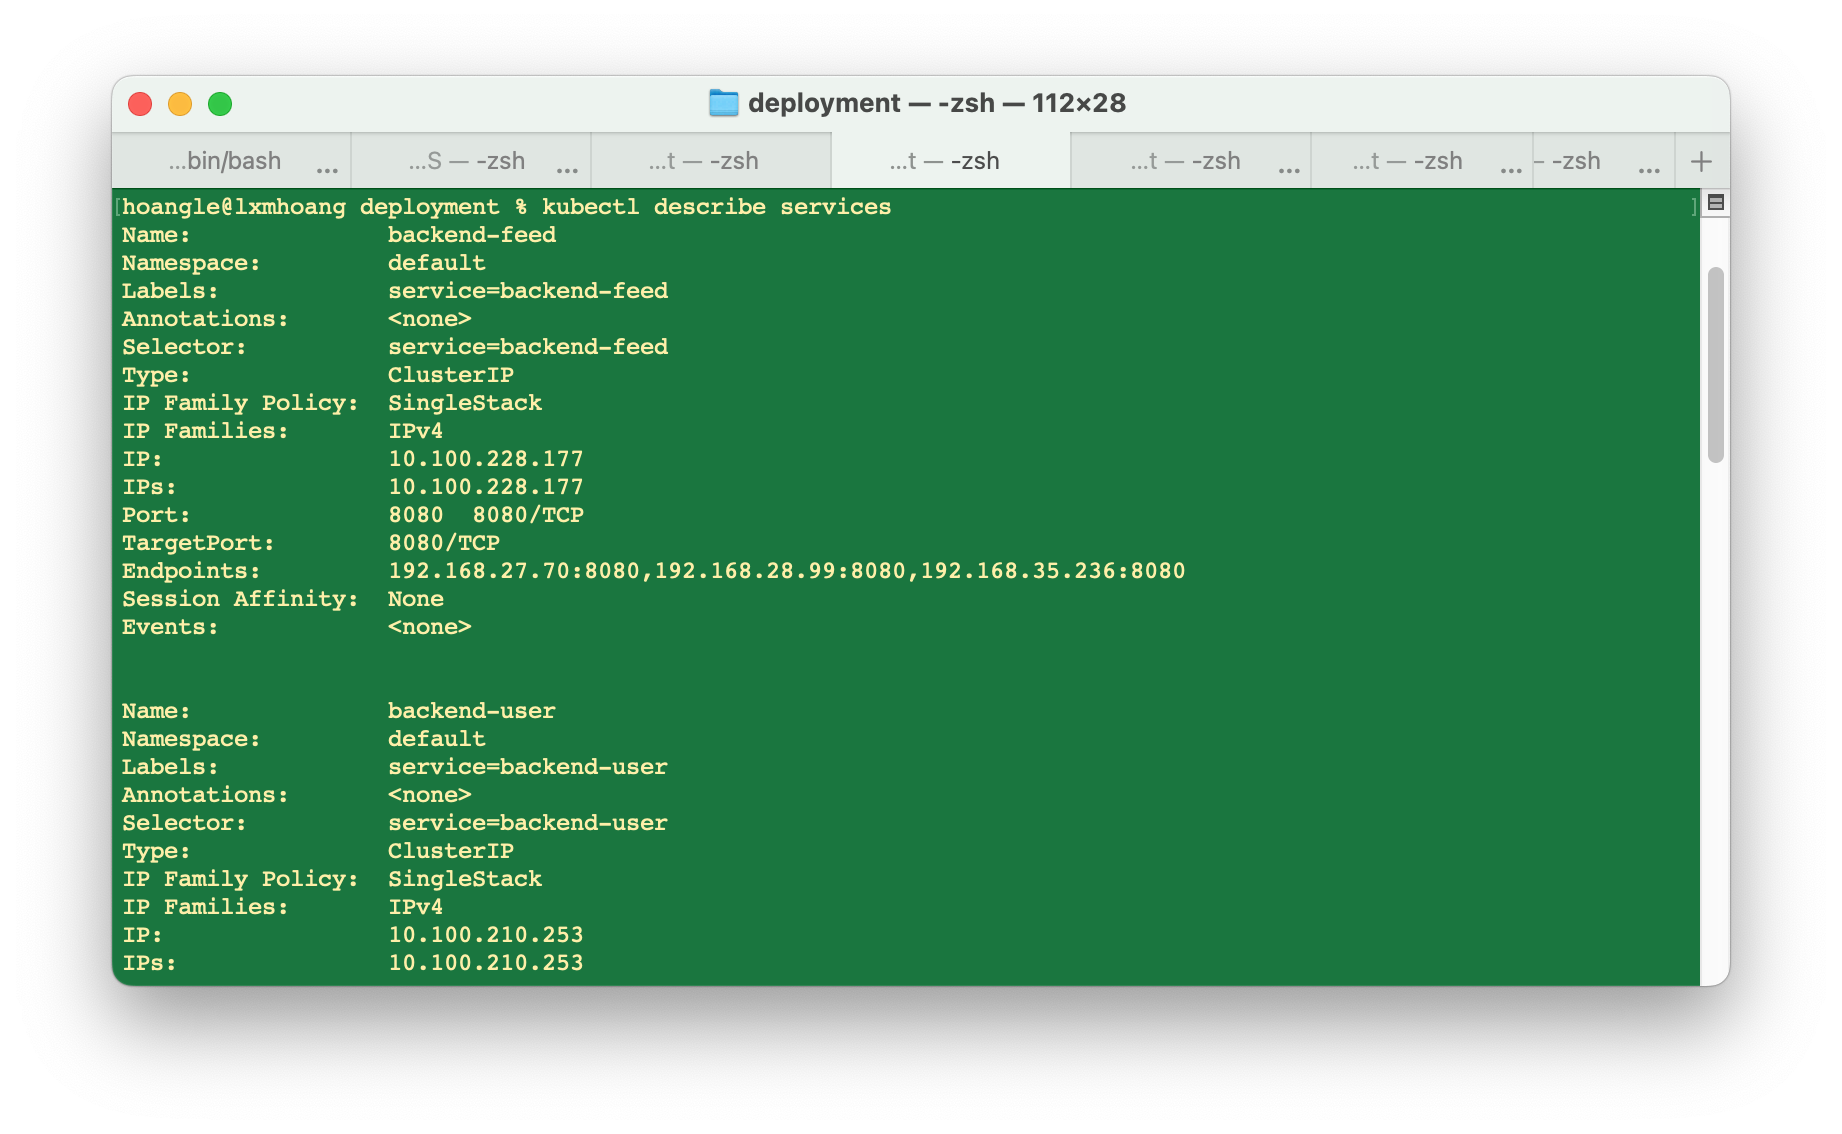 deployment — -zsh — 112×28
...bin/bash ... ...S — -zsh ... ...t — -zsh ...t — -zsh ...t — -zsh ... ...t — -zsh ... – -zsh ... +
[hoangle@lxmhoang deployment % kubectl describe services ]
Name:              backend-feed
Namespace:         default
Labels:            service=backend-feed
Annotations:       <none>
Selector:          service=backend-feed
Type:              ClusterIP
IP Family Policy:  SingleStack
IP Families:       IPv4
IP:                10.100.228.177
IPs:               10.100.228.177
Port:              8080  8080/TCP
TargetPort:        8080/TCP
Endpoints:         192.168.27.70:8080,192.168.28.99:8080,192.168.35.236:8080
Session Affinity:  None
Events:            <none>
Name:              backend-user
Namespace:         default
Labels:            service=backend-user
Annotations:       <none>
Selector:          service=backend-user
Type:              ClusterIP
IP Family Policy:  SingleStack
IP Families:       IPv4
IP:                10.100.210.253
IPs:               10.100.210.253